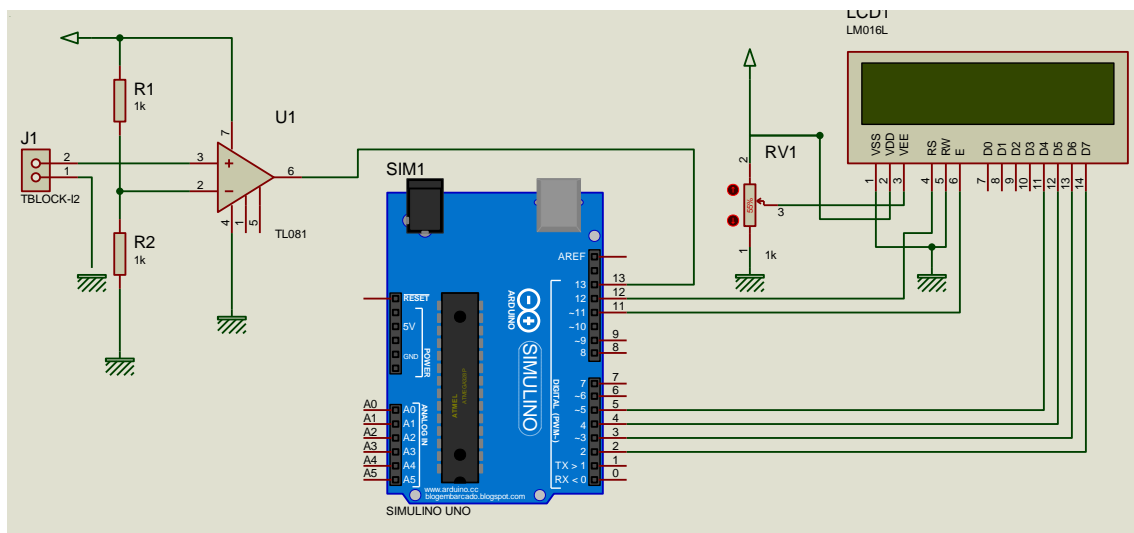 LCD1
LM016L
R1
1k
J1
2
1
TBLOCK-I2
R2
1k
U1
7
3
2
6
4
1
5
TL081
SIM1
RESET
5V
GND
POWER
A0
A1
A2
A3
A4
A5
A0
A1
A2
A3
A4
A5
ANALOG IN
ATMEL
ARDUINO
SIMULINO
AREF
13
12
~11
~10
~9
8
7
~6
~5
4
~3
2
TX > 1
RX < 0
DIGITAL (PWM~)
13
12
11
9
8
7
6
5
4
3
2
1
0
www.arduino.cc
blogembarcado.blogspot.com
SIMULINO UNO
RV1
2
55%
3
1
1k
VSS
VDD
VEE
RS
RW
E
D0
D1
D2
D3
D4
D5
D6
D7
1
2
3
4
5
6
7
8
9
10
11
12
13
14